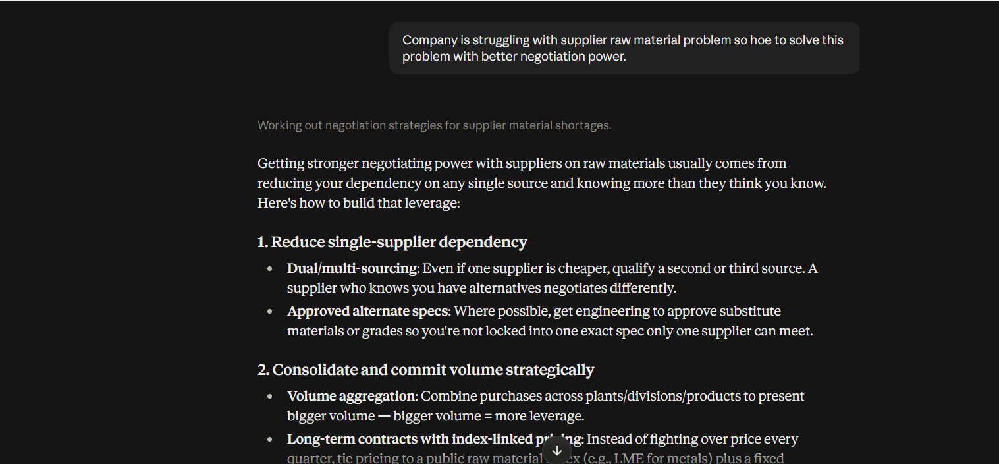 Company is struggling with supplier raw material problem so hoe to solve this
problem with better negotiation power.
Working out negotiation strategies for supplier material shortages.
Getting stronger negotiating power with suppliers on raw materials usually comes from
reducing your dependency on any single source and knowing more than they think you know.
Here's how to build that leverage:
1. Reduce single-supplier dependency
• Dual/multi-sourcing: Even if one supplier is cheaper, qualify a second or third source. A
supplier who knows you have alternatives negotiates differently.
• Approved alternate specs: Where possible, get engineering to approve substitute
materials or grades so you're not locked into one exact spec only one supplier can meet.
2. Consolidate and commit volume strategically
• Volume aggregation: Combine purchases across plants/divisions/products to present
bigger volume — bigger volume = more leverage.
• Long-term contracts with index-linked pricing: Instead of fighting over price every
quarter, tie pricing to a public raw material index (e.g., LME for metals) plus a fixed